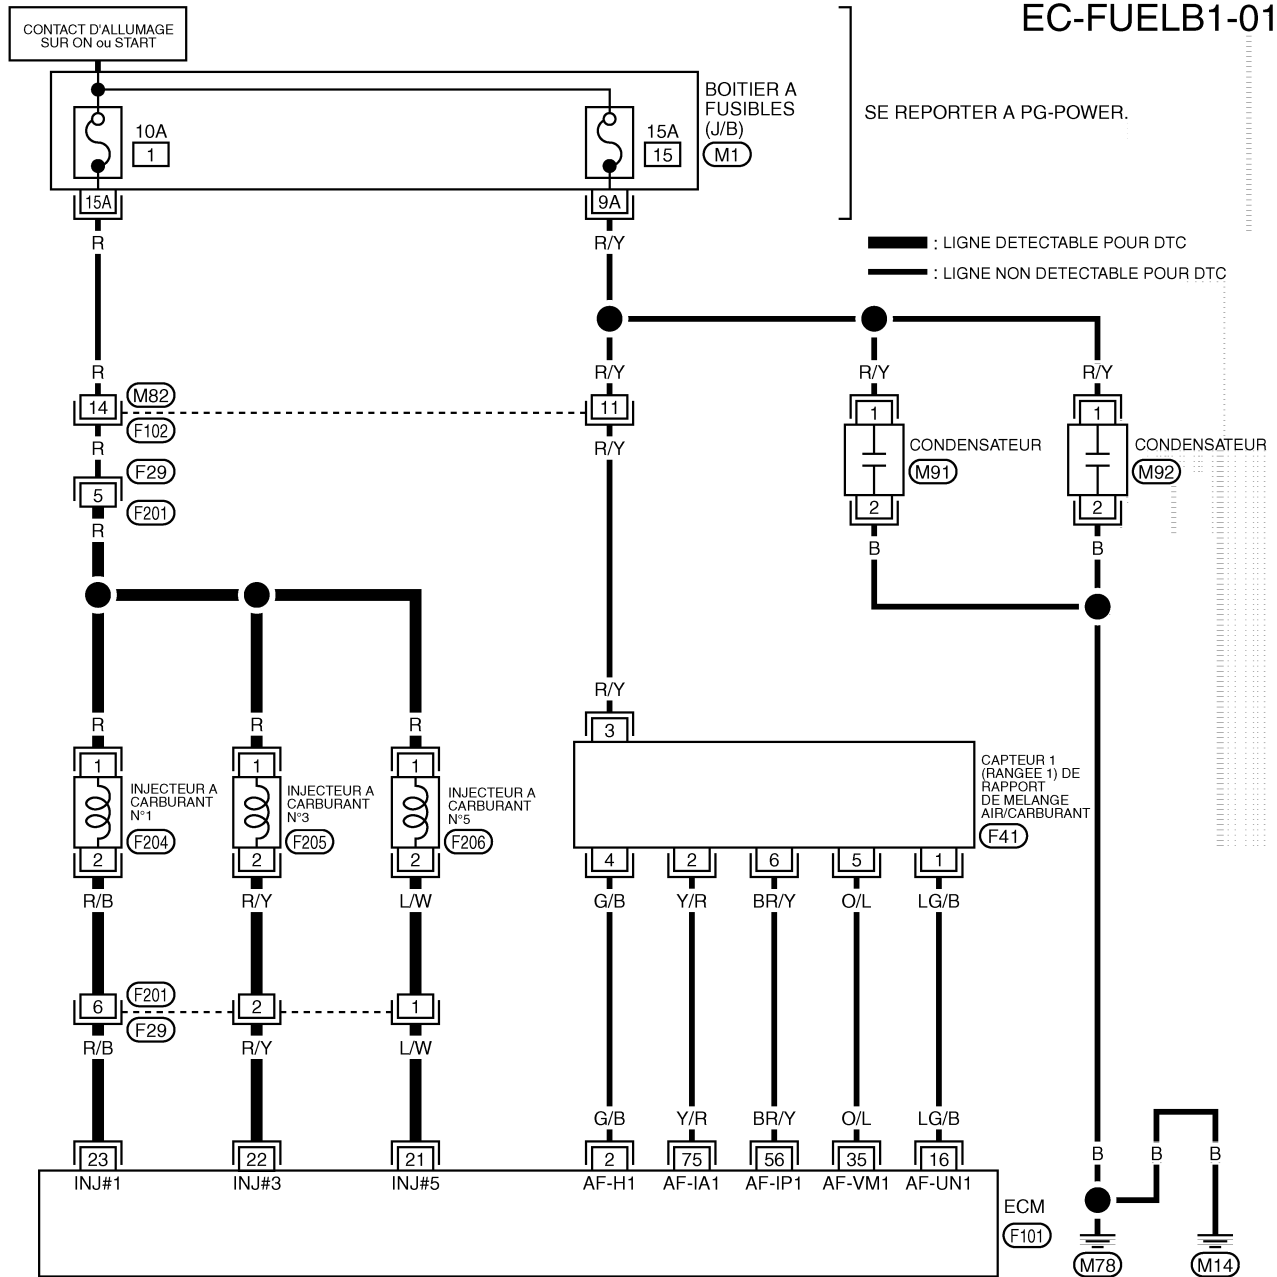 EC-FUELB1-01
CONTACT D'ALLUMAGE
SUR ON ou START
BOITIER A
FUSIBLES
(J/B)
M1
10A
1
15A
15
SE REPORTER A PG-POWER.
15A
9A
R
R/Y
: LIGNE DETECTABLE POUR DTC
: LIGNE NON DETECTABLE POUR DTC
R
R/Y
R/Y
R/Y
14
M82
F102
11
1
1
R
R/Y
CONDENSATEUR
M91
CONDENSATEUR
M92
F29
5
F201
2
2
R
B
B
R/Y
R
R
R
3
1
1
1
INJECTEUR A
CARBURANT
N°1
F204
INJECTEUR A
CARBURANT
N°3
F205
INJECTEUR A
CARBURANT
N°5
F206
CAPTEUR 1
(RANGEE 1) DE
RAPPORT
DE MELANGE
AIR/CARBURANT
F41
2
2
2
4
2
6
5
1
R/B
R/Y
L/W
G/B
Y/R
BR/Y
O/L
LG/B
6
F201
F29
2
1
R/B
R/Y
L/W
G/B
Y/R
BR/Y
O/L
LG/B
B
B
B
23
22
21
2
75
56
35
16
INJ#1
INJ#3
INJ#5
AF-H1
AF-IA1
AF-IP1
AF-VM1
AF-UN1
ECM
F101
M78
M14